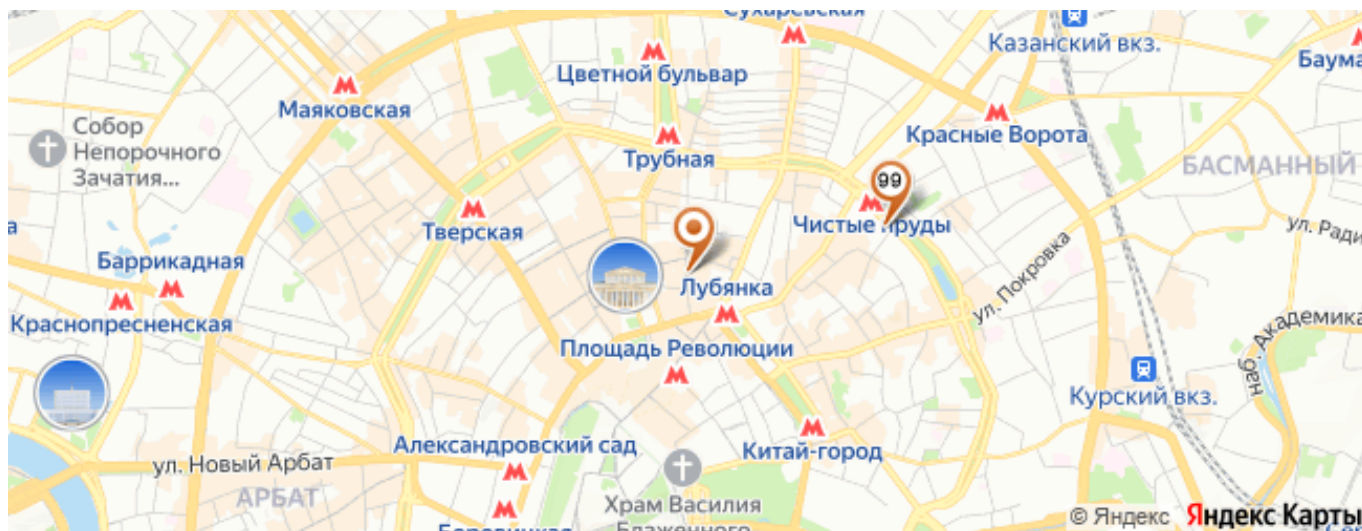 Сухаревская
Казанский вкз.
Цветной бульвар
Маяковская
Красные Ворота
Собор
Непорочного
Зачатия...
Трубная
БАСМАННЫЙ
99
Тверская
Чистые пруды
ул. Ради
Баррикадная
ул. Покровка
Лубянка
Краснопресненская
наб. Академика
Площадь Революции
Курский вкз.
Александровский сад
Китай-город
ул. Новый Арбат
АРБАТ
Храм Василия
Блаженного
Боровицкая
© Яндекс Яндекс Карты